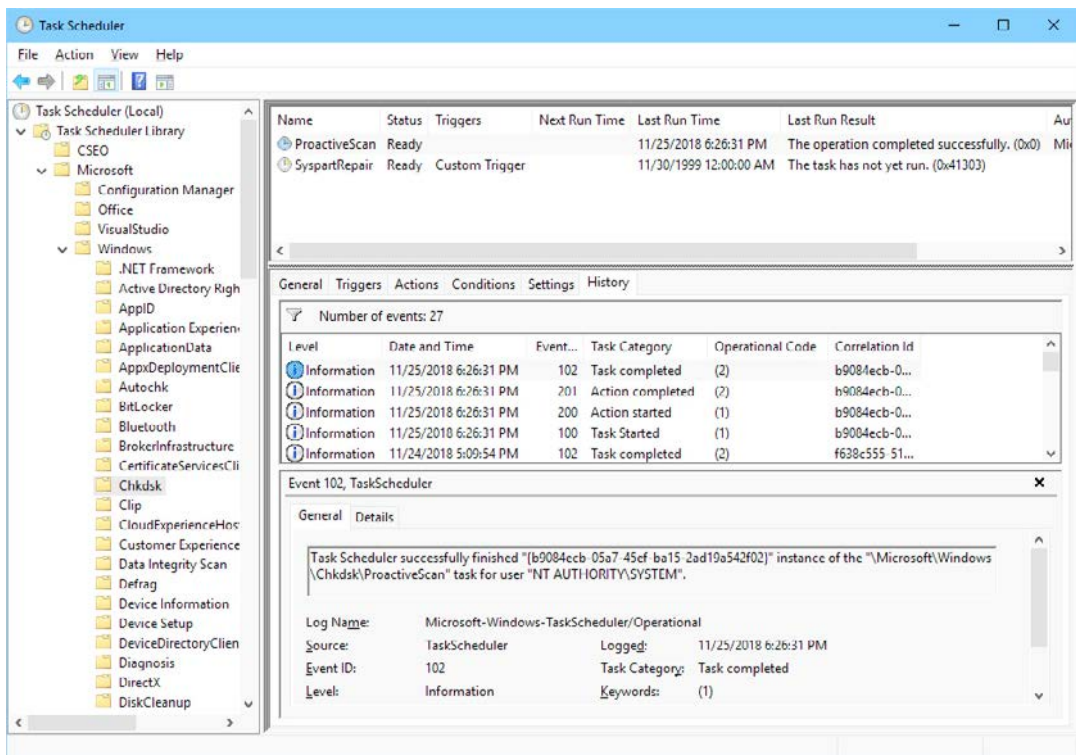 Task Scheduler
File Action View Help
Task Scheduler (Local)
Task Scheduler Library
CSEO
Microsoft
Configuration Manager
Office
VisualStudio
Windows
.NET Framework
Active Directory Righ
AppID
Application Experien
ApplicationData
AppxDeploymentClie
Autochk
BitLocker
Bluetooth
BrokerInfrastructure
CertificateServicesCli
Chkdsk
Clip
CloudExperienceHos
Customer Experience
Data Integrity Scan
Defrag
Device Information
Device Setup
DeviceDirectoryClien
Diagnosis
DirectX
DiskCleanup
Name Status Triggers Next Run Time Last Run Time Last Run Result Au
ProactiveScan Ready 11/25/2018 6:26:31 PM The operation completed successfully. (0x0) Mi
SyspartRepair Ready Custom Trigger 11/30/1999 12:00:00 AM The task has not yet run. (0x41303)
General Triggers Actions Conditions Settings History
Number of events: 27
Level Date and Time Event... Task Category Operational Code Correlation Id
Information 11/25/2018 6:26:31 PM 102 Task completed (2) b9084ecb-0...
Information 11/25/2018 6:26:31 PM 201 Action completed (2) b9084ecb-0...
Information 11/25/2018 6:26:31 PM 200 Action started (1) b9084ecb-0...
Information 11/25/2018 6:26:31 PM 100 Task Started (1) b9084ecb-0...
Information 11/24/2018 5:09:54 PM 102 Task completed (2) f638c555-51...
Event 102, TaskScheduler
General Details
Task Scheduler successfully finished "{b9084ecb-05a7-45ef-ba15-2ad19a542f02}" instance of the "\Microsoft\Windows
\Chkdsk\ProactiveScan" task for user "NT AUTHORITY\SYSTEM".
Log Name: Microsoft-Windows-TaskScheduler/Operational
Source: TaskScheduler Logged: 11/25/2018 6:26:31 PM
Event ID: 102 Task Category: Task completed
Level: Information Keywords: (1)